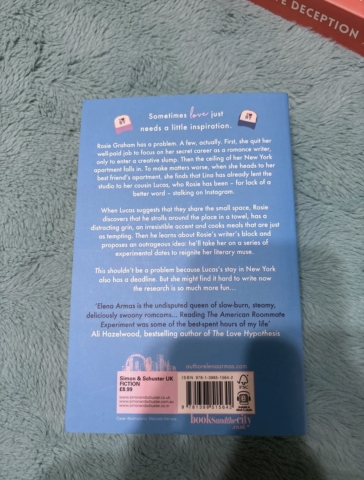 E DECEPTION
Sometimes love just
needs a little inspiration.
Rosie Graham has a problem. A few, actually. First, she quit her
well-paid job to focus on her secret career as a romance writer,
only to enter a creative slump. Then the ceiling of her New York
apartment falls in. To make matters worse, when she heads to her
best friend's apartment, she finds that Lina has already lent the
studio to her cousin Lucas, who Rosie has been – for lack of a
better word – stalking on Instagram.
When Lucas suggests that they share the small space, Rosie
discovers that he strolls around the place in a towel, has a
distracting grin, an irresistible accent and cooks meals that are just
as tempting. Then he learns about Rosie's writer's block and
proposes an outrageous idea: he'll take her on a series of
experimental dates to reignite her literary muse.
This shouldn't be a problem because Lucas's stay in New York
also has a deadline. But she might find it hard to write now
the research is so much more fun...
'Elena Armas is the undisputed queen of slow-burn, steamy,
deliciously swoony romcoms... Reading The American Roommate
Experiment was some of the best-spent hours of my life'
Ali Hazelwood, bestselling author of The Love Hypothesis
authorelenaarmas.com
Simon & Schuster UK
FICTION
£8.99
FSC
booksandthecity
.co.uk